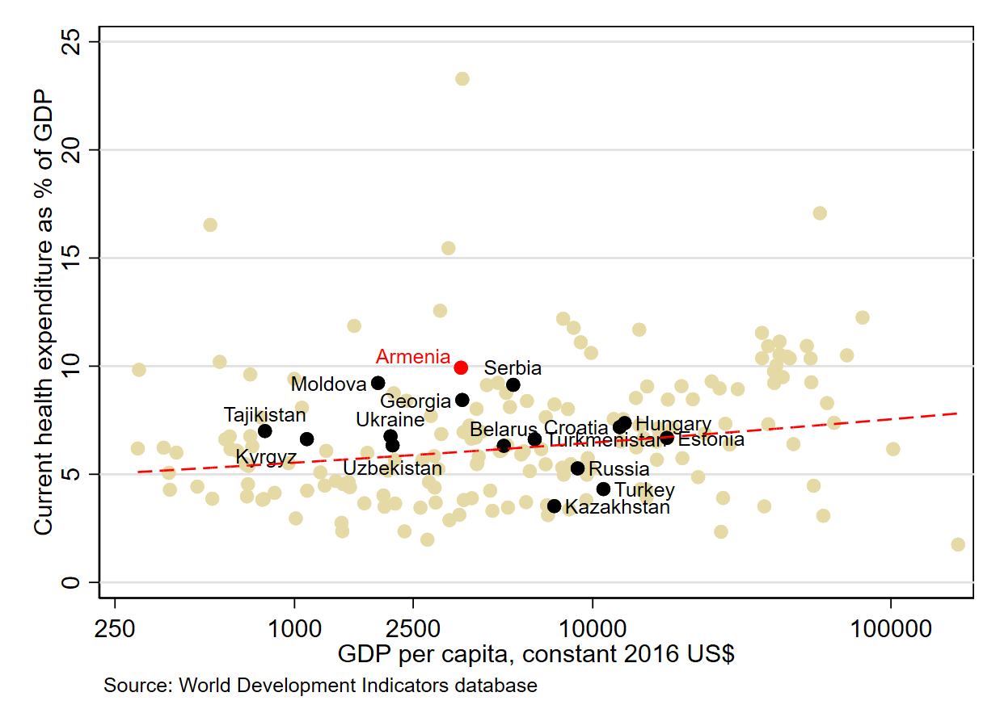 Current health expenditure as % of GDP
25
20
15
10
5
0
Armenia
Serbia
Moldova
Georgia
Tajikistan
Ukraine
Belarus
Croatia
Hungary
Turkmenistan
Estonia
Kyrgyz
Uzbekistan
Russia
Turkey
Kazakhstan
250 1000 2500 10000 100000
GDP per capita, constant 2016 US$
Source: World Development Indicators database